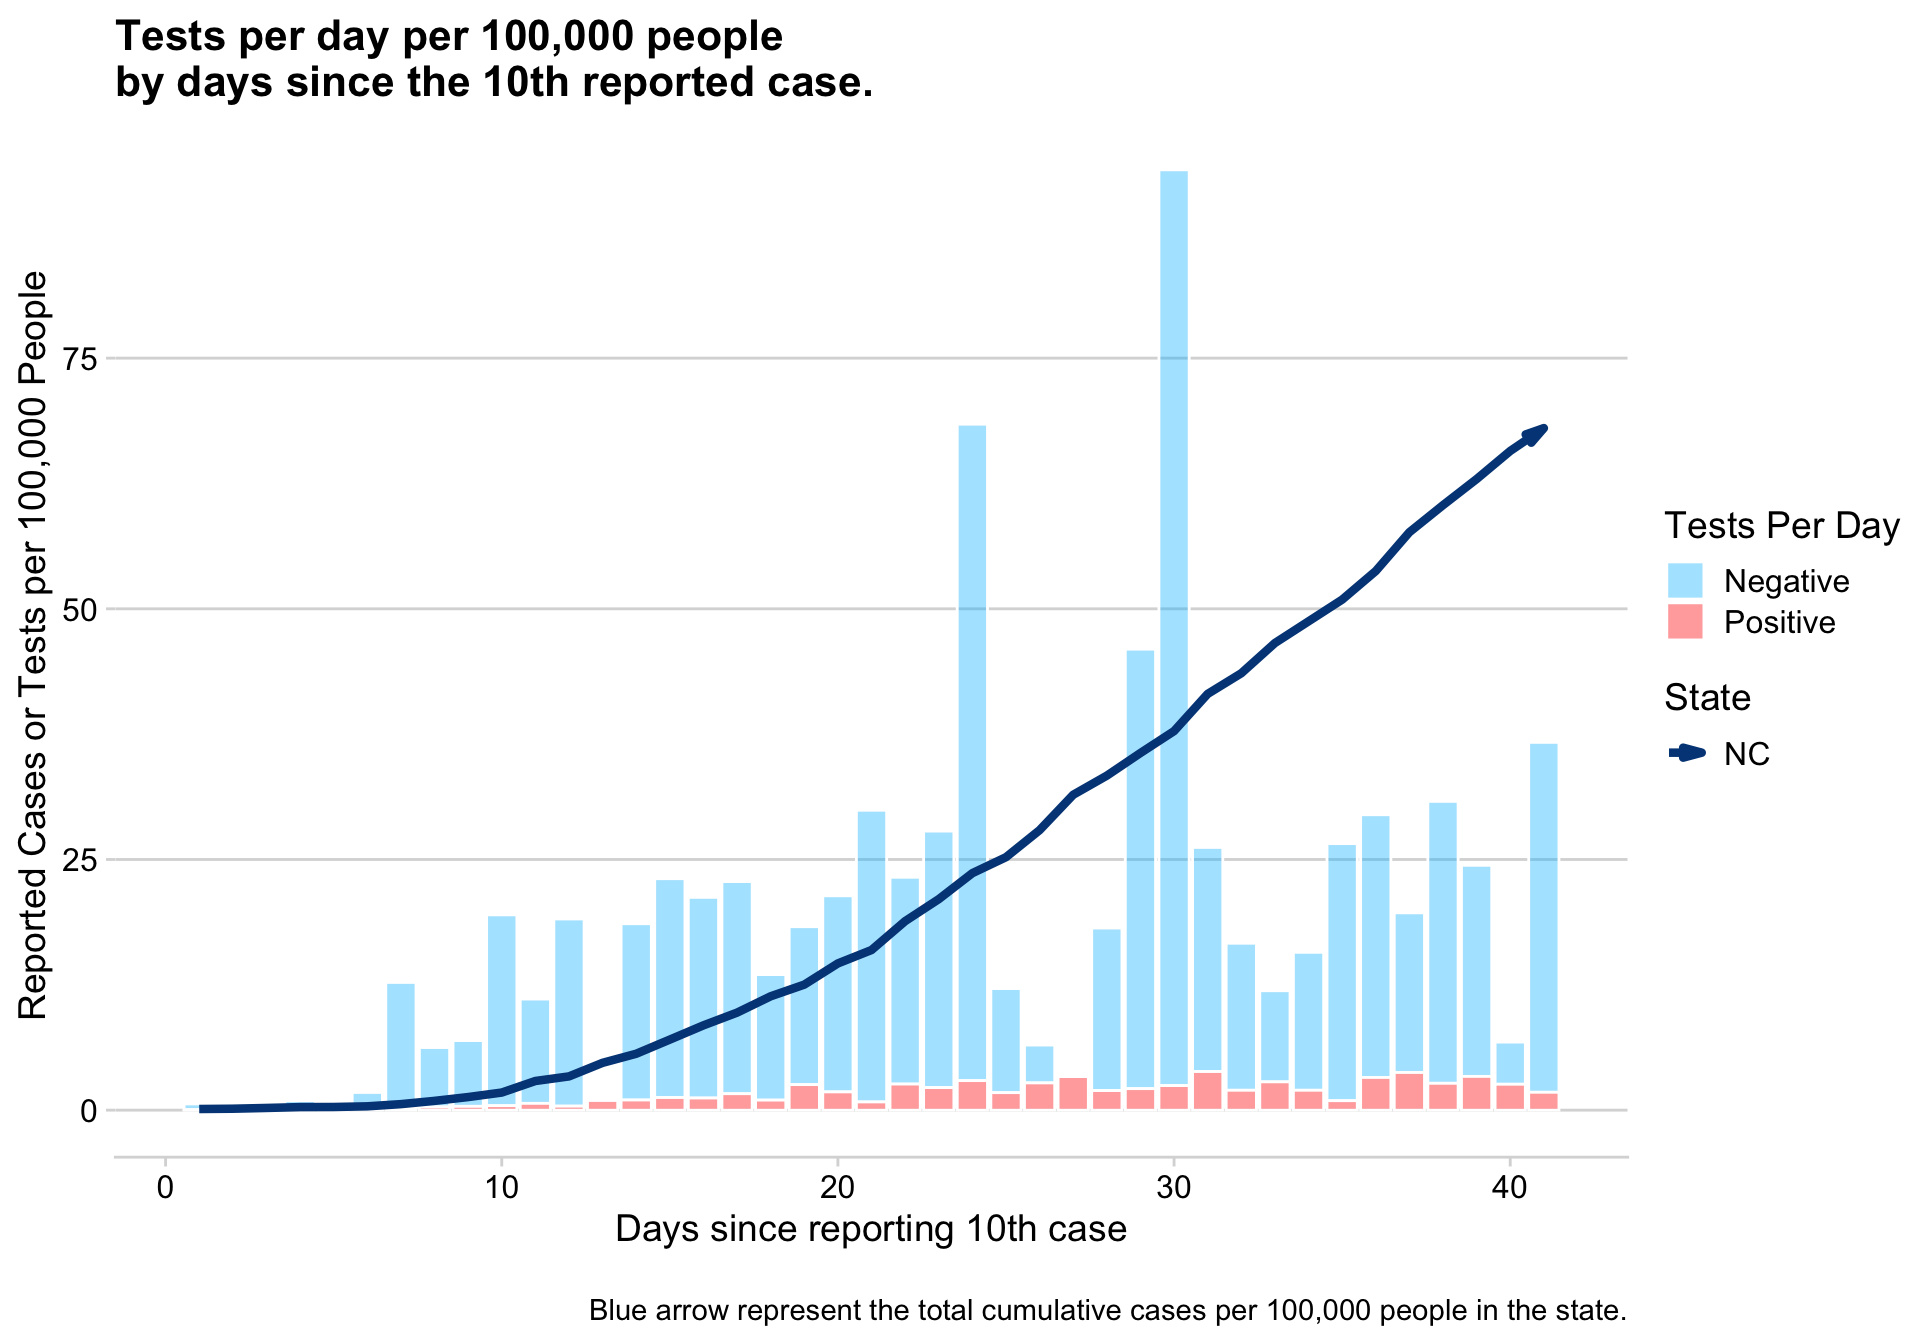 Tests per day per 100,000 people
by days since the 10th reported case.
Reported Cases or Tests per 100,000 People
75
50
25
0
0
10
20
30
40
Days since reporting 10th case
Tests Per Day
Negative
Positive
State
NC
Blue arrow represent the total cumulative cases per 100,000 people in the state.